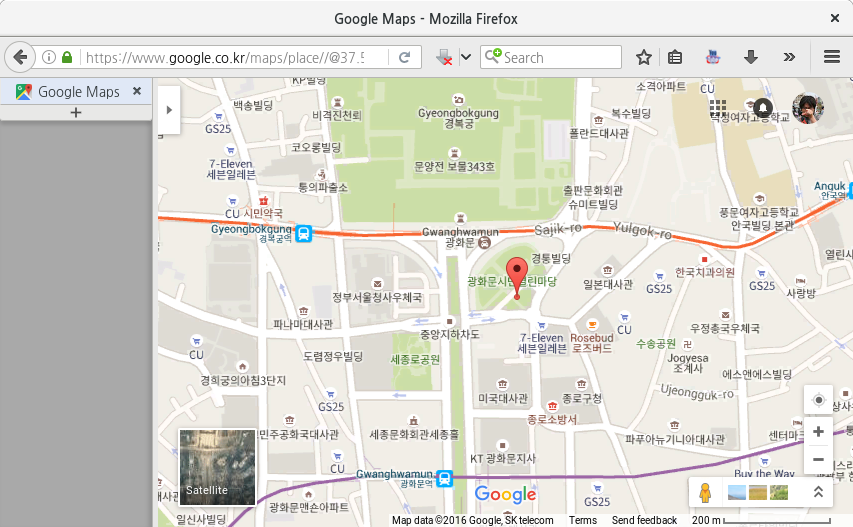 Google Maps - Mozilla Firefox
https://www.google.co.kr/maps/place//@37.5
Search
Google Maps
KP빌딩
백송빌딩
GS25
비격진천뢰
Gyeongbokgung
경복궁
소격아파트
CU
복수빌딩
폴란드대사관
7-Eleven
세븐일레븐
코오롱빌딩
문양전 보물343호
통의파출소
출판문화회관
슈미트빌딩
Anguk
안국역
CU
시민약국
풍문여자고등학교
안국빌딩 본관
Gyeongbokgung
경복궁역
Gwanghwamun
광화문
Sajik-ro
Yulgok-ro
경통빌딩
한국치과의원
열린사
광화문시민열린마당
일본대사관
GS25
사랑방
정부서울청사우체국
파나마대사관
중앙지하차도
CU
우정총국우체국
7-Eleven
세븐일레븐
Rosebud
로즈버드
수송공원
CU
도렴정우빌딩
세종로공원
Jogyesa
조계사
경희궁의아침3단지
에스앤에스빌딩
Ujeongguk-ro
미국대사관
종로구청
GS25
종로소방서
GS25
민주공화국대사관
세종문화회관세종홀
파푸아뉴기니아대사관
센터마크
KT 광화문지사
CU
GS25
Gwanghwamun
광화문역
Buy the Way
Satellite
광화문맨숀아파트
일신사빌딩
Google
Map data ©2016 Google, SK telecom
Terms
Send feedback
200 m